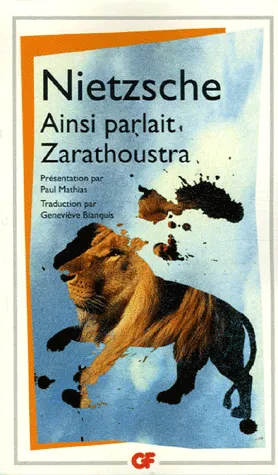 Nietzsche
Ainsi parlait
Zarathoustra
Présentation par
Paul Mathias
Traduction par
Geneviève Bianquis
GF